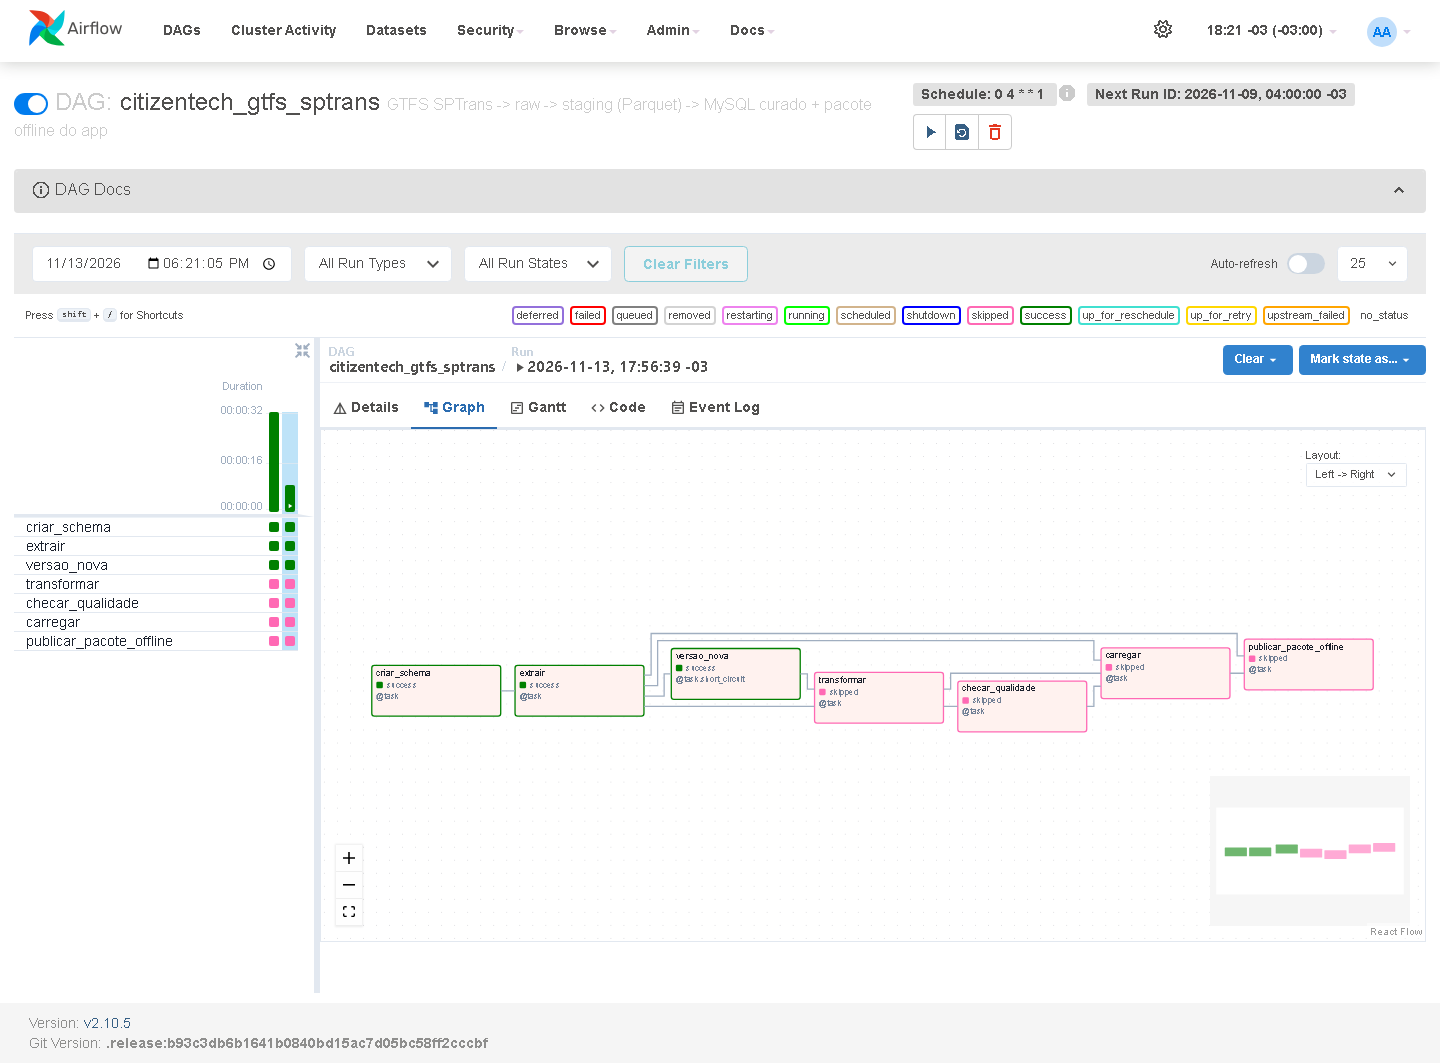 Airflow
DAGs Cluster Activity Datasets Security Browse Admin Docs 18:21 -03 (-03:00) AA
DAG: citizentech_gtfs_sptrans GTFS SPTrans -> raw -> staging (Parquet) -> MySQL curado + pacote
offline do app
Schedule: 0 4 * * 1 Next Run ID: 2026-11-09, 04:00:00 -03
DAG Docs
11/13/2026 06:21:05 PM All Run Types All Run States Clear Filters Auto-refresh 25
Press shift + / for Shortcuts
deferred failed queued removed restarting running scheduled shutdown skipped success up_for_reschedule up_for_retry upstream_failed no_status
DAG
citizentech_gtfs_sptrans
/
Run
2026-11-13, 17:56:39 -03
Clear
Mark state as...
Duration
00:00:32
00:00:16
00:00:00
criar_schema
extrair
versao_nova
transformar
checar_qualidade
carregar
publicar_pacote_offline
Details Graph Gantt Code Event Log
Layout:
Left -> Right
criar_schema
success
@task
extrair
success
@task
versao_nova
success
@task.short_circuit
transformar
skipped
@task
checar_qualidade
skipped
@task
carregar
skipped
@task
publicar_pacote_offline
skipped
@task
React Flow
Version: v2.10.5
Git Version: .release:b93c3db6b1641b0840bd15ac7d05bc58ff2cccbf